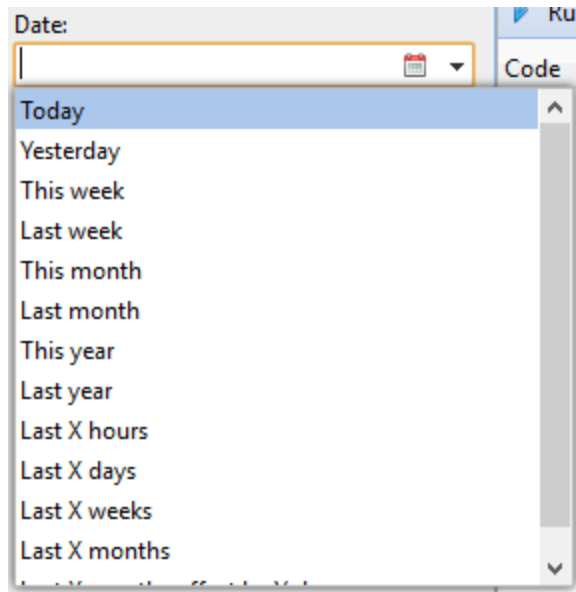 Date:
Ru
Code
Today
Yesterday
This week
Last week
This month
Last month
This year
Last year
Last X hours
Last X days
Last X weeks
Last X months